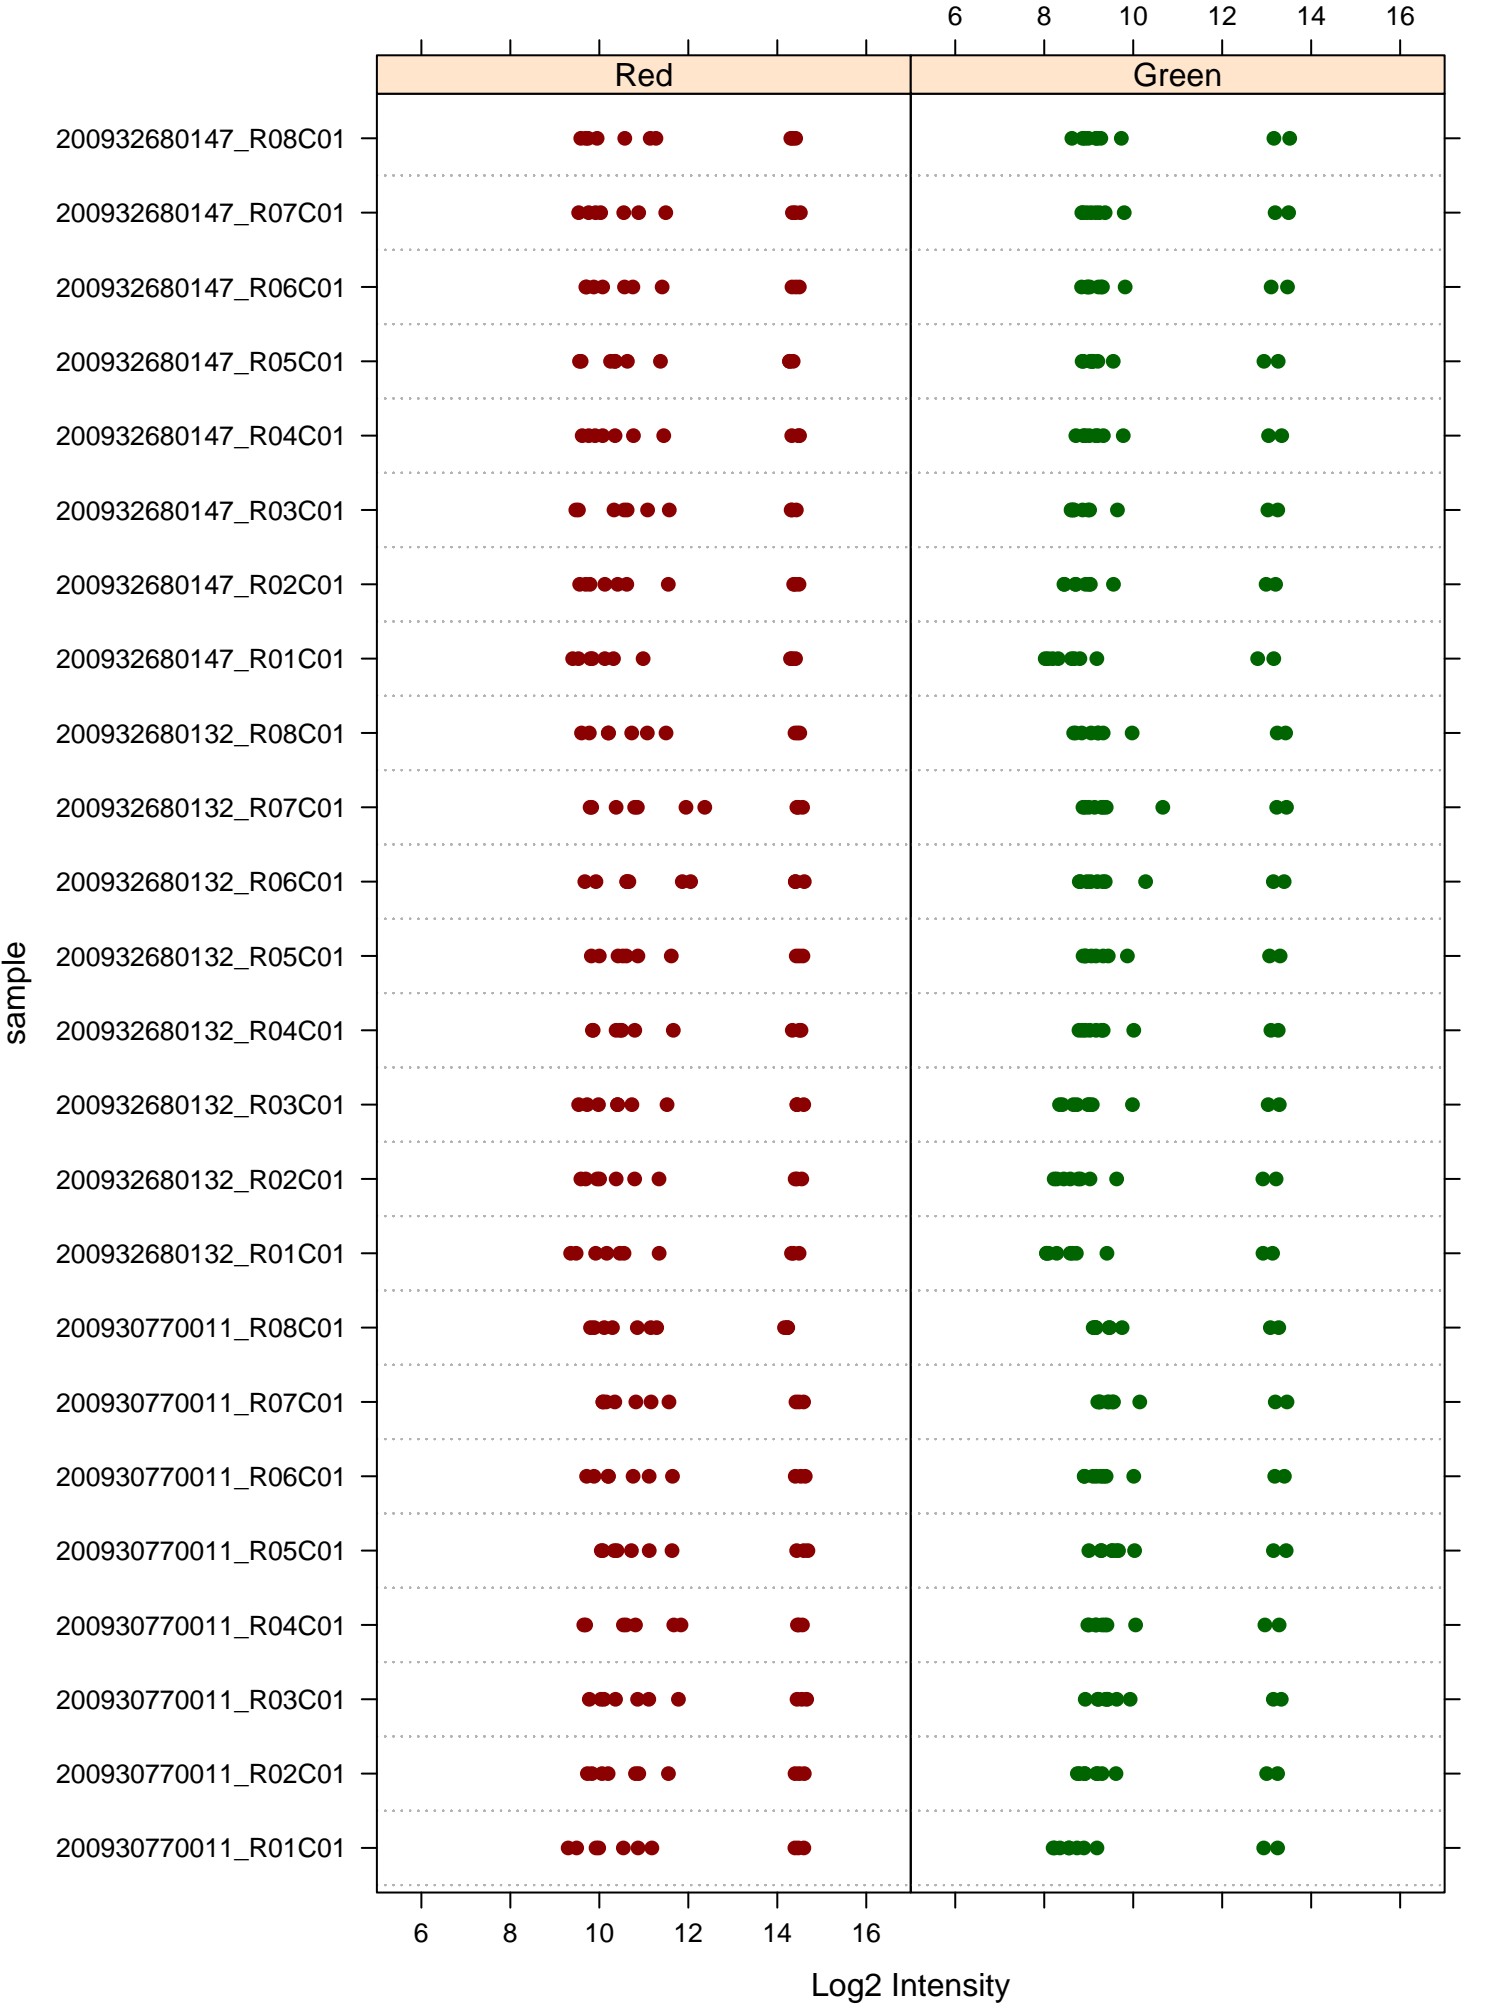 6 8 10 12 14 16
Red Green
200932680147_R08C01
200932680147_R07C01
200932680147_R06C01
200932680147_R05C01
200932680147_R04C01
200932680147_R03C01
200932680147_R02C01
200932680147_R01C01
200932680132_R08C01
200932680132_R07C01
200932680132_R06C01
200932680132_R05C01
200932680132_R04C01
200932680132_R03C01
200932680132_R02C01
200932680132_R01C01
200930770011_R08C01
200930770011_R07C01
200930770011_R06C01
200930770011_R05C01
200930770011_R04C01
200930770011_R03C01
200930770011_R02C01
200930770011_R01C01
sample
6 8 10 12 14 16
Log2 Intensity